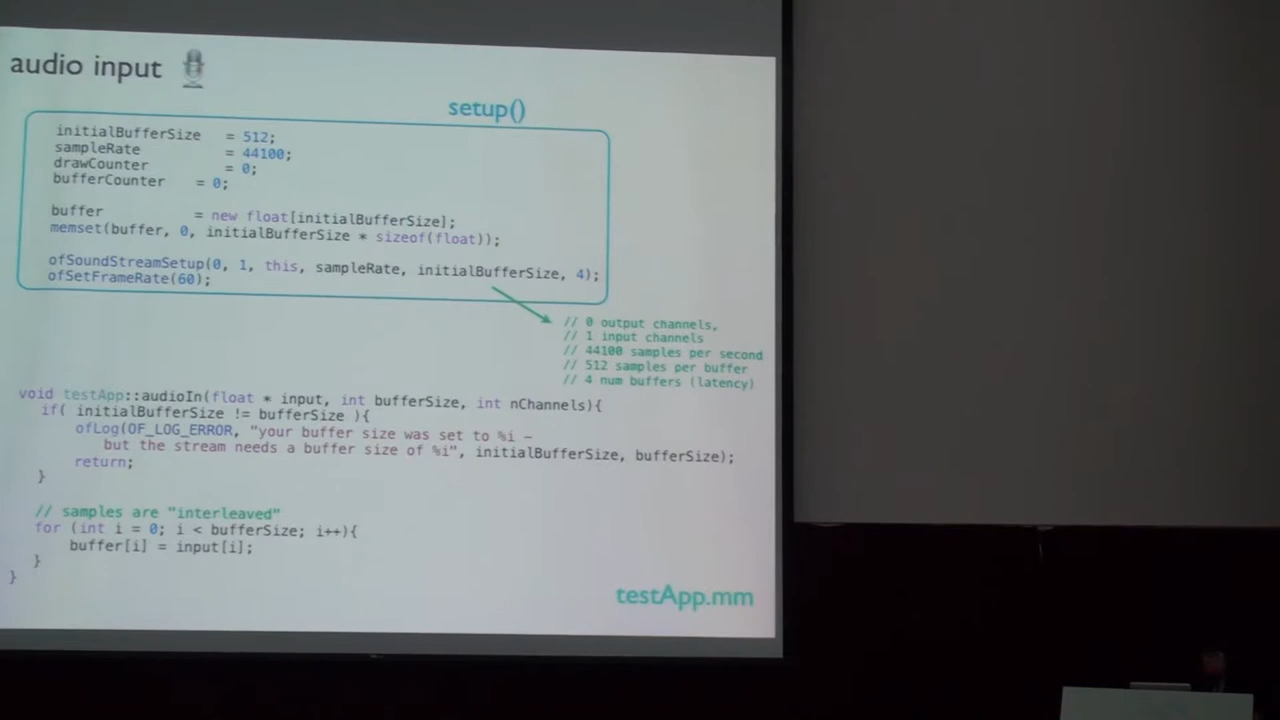 audio input
setup()
initialBufferSize = 512;
sampleRate = 44100;
drawCounter = 0;
bufferCounter = 0;
buffer = new float[initialBufferSize];
memset(buffer, 0, initialBufferSize * sizeof(float));
ofSoundStreamSetup(0, 1, this, sampleRate, initialBufferSize, 4);
ofSetFrameRate(60);
// 0 output channels,
// 1 input channels
// 44100 samples per second
// 512 samples per buffer
// 4 num buffers (latency)
void testApp::audioIn(float * input, int bufferSize, int nChannels){
if( initialBufferSize != bufferSize ){
ofLog(OF_LOG_ERROR, "your buffer size was set to %i –
but the stream needs a buffer size of %i", initialBufferSize, bufferSize);
return;
}
// samples are "interleaved"
for (int i = 0; i < bufferSize; i++){
buffer[i] = input[i];
}
}
testApp.mm